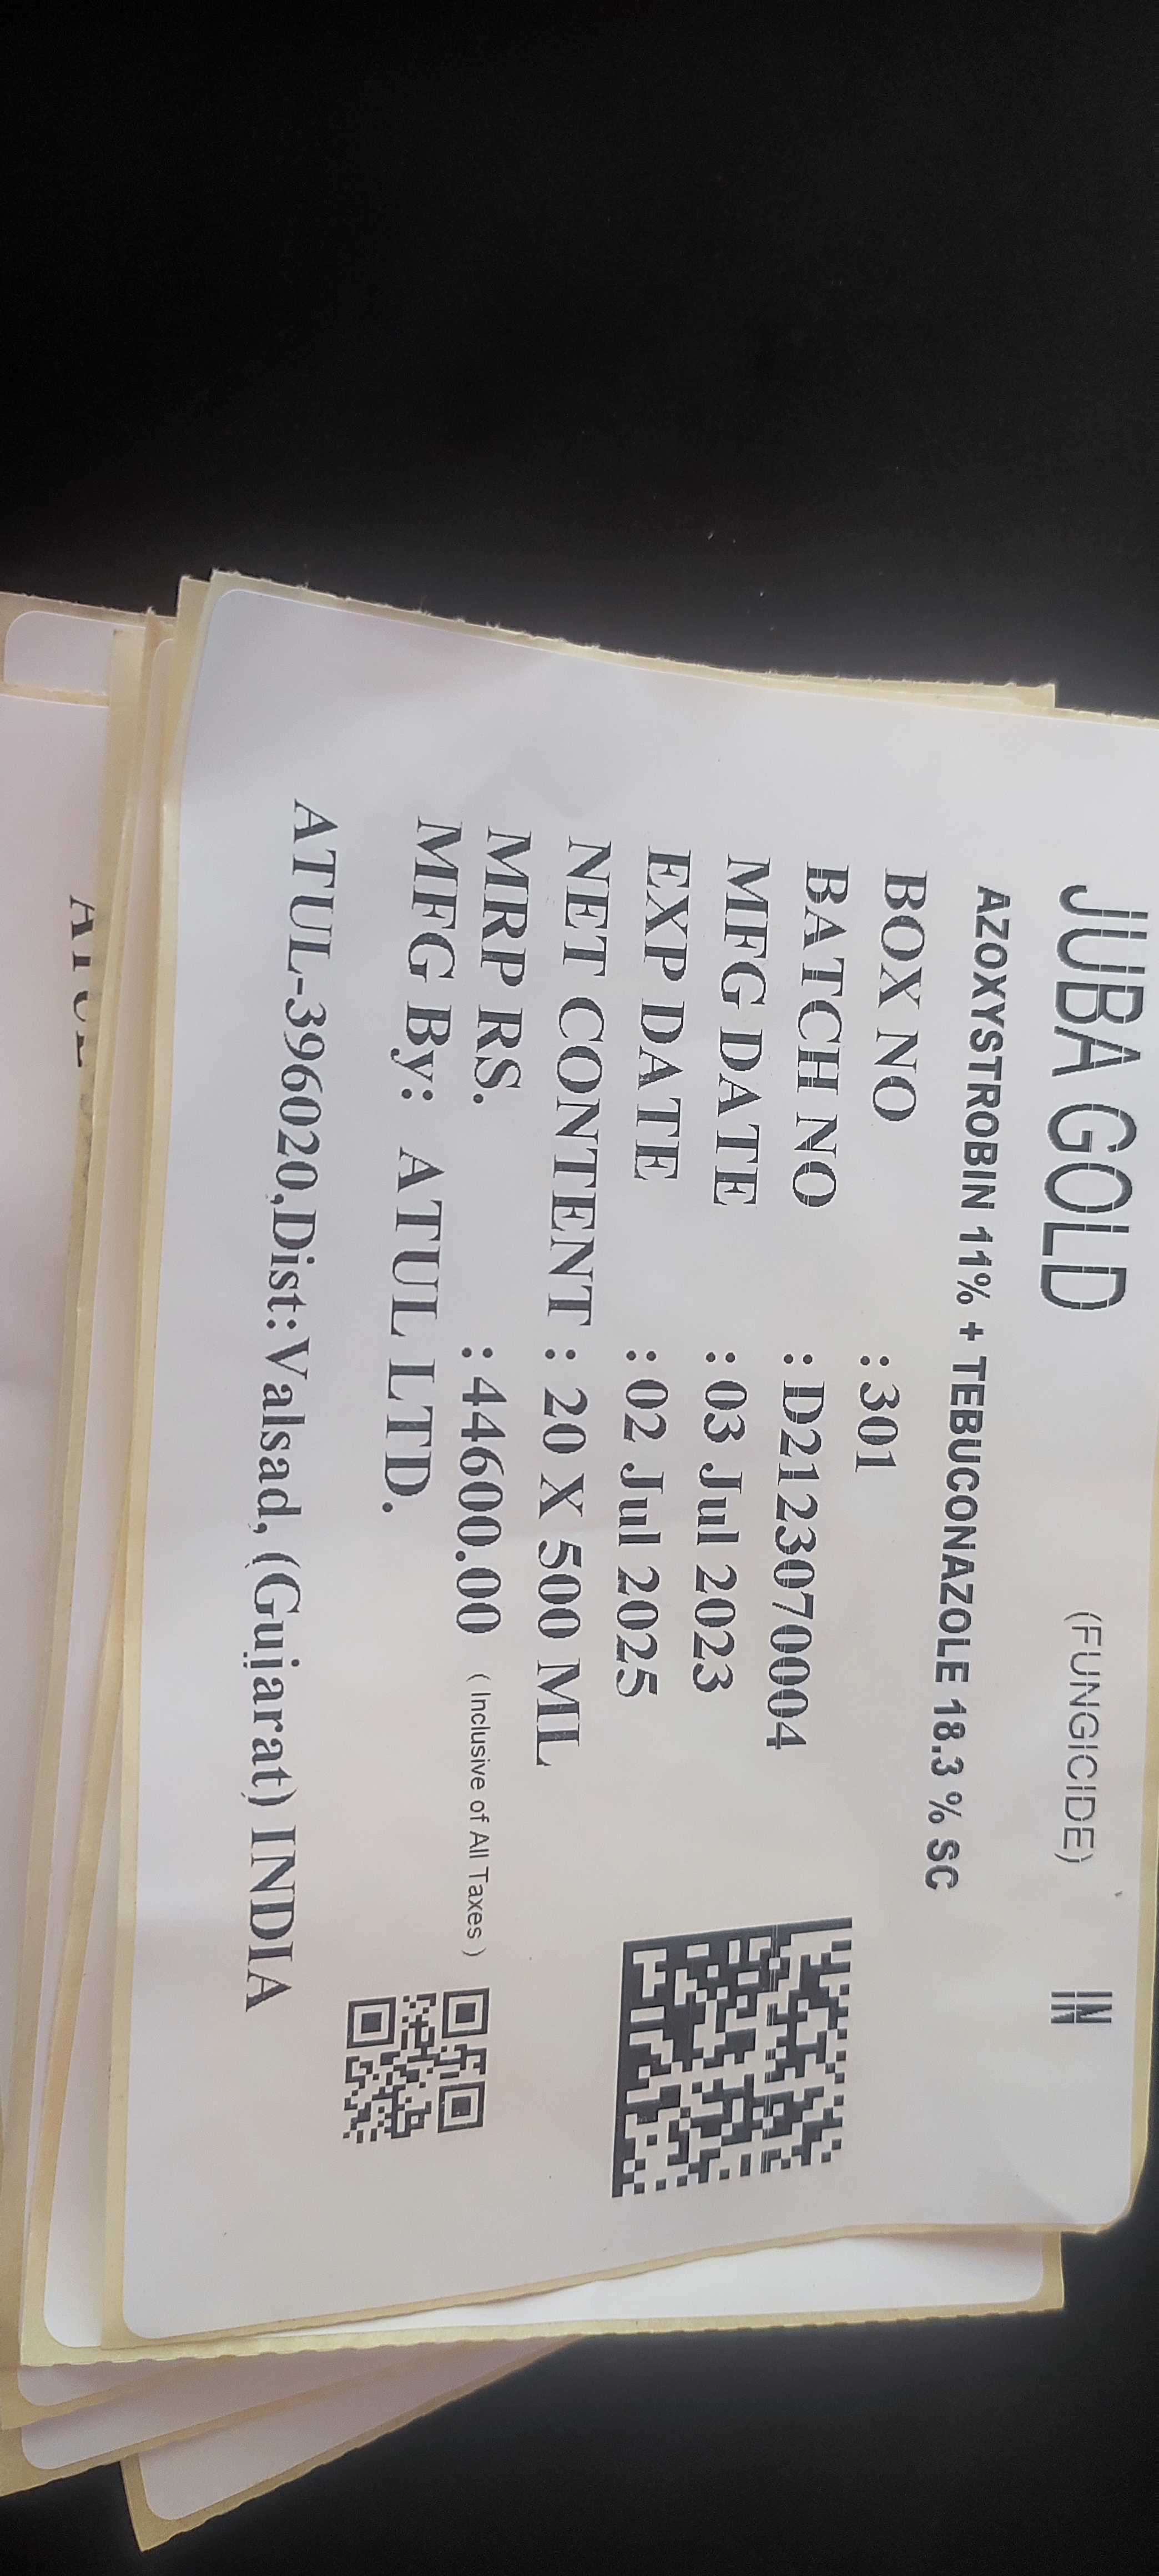 JUBA GOLD (FUNGICIDE) IN
AZOXYSTROBIN 11% + TEBUCONAZOLE 18.3 % SC
BOX NO : 301
BATCH NO : D2123070004
MFG DATE : 03 Jul 2023
EXP DATE : 02 Jul 2025
NET CONTENT : 20 X 500 ML
MRP RS. : 44600.00 ( Inclusive of All Taxes )
MFG By: ATUL LTD.
ATUL-396020,Dist:Valsad, (Gujarat) INDIA